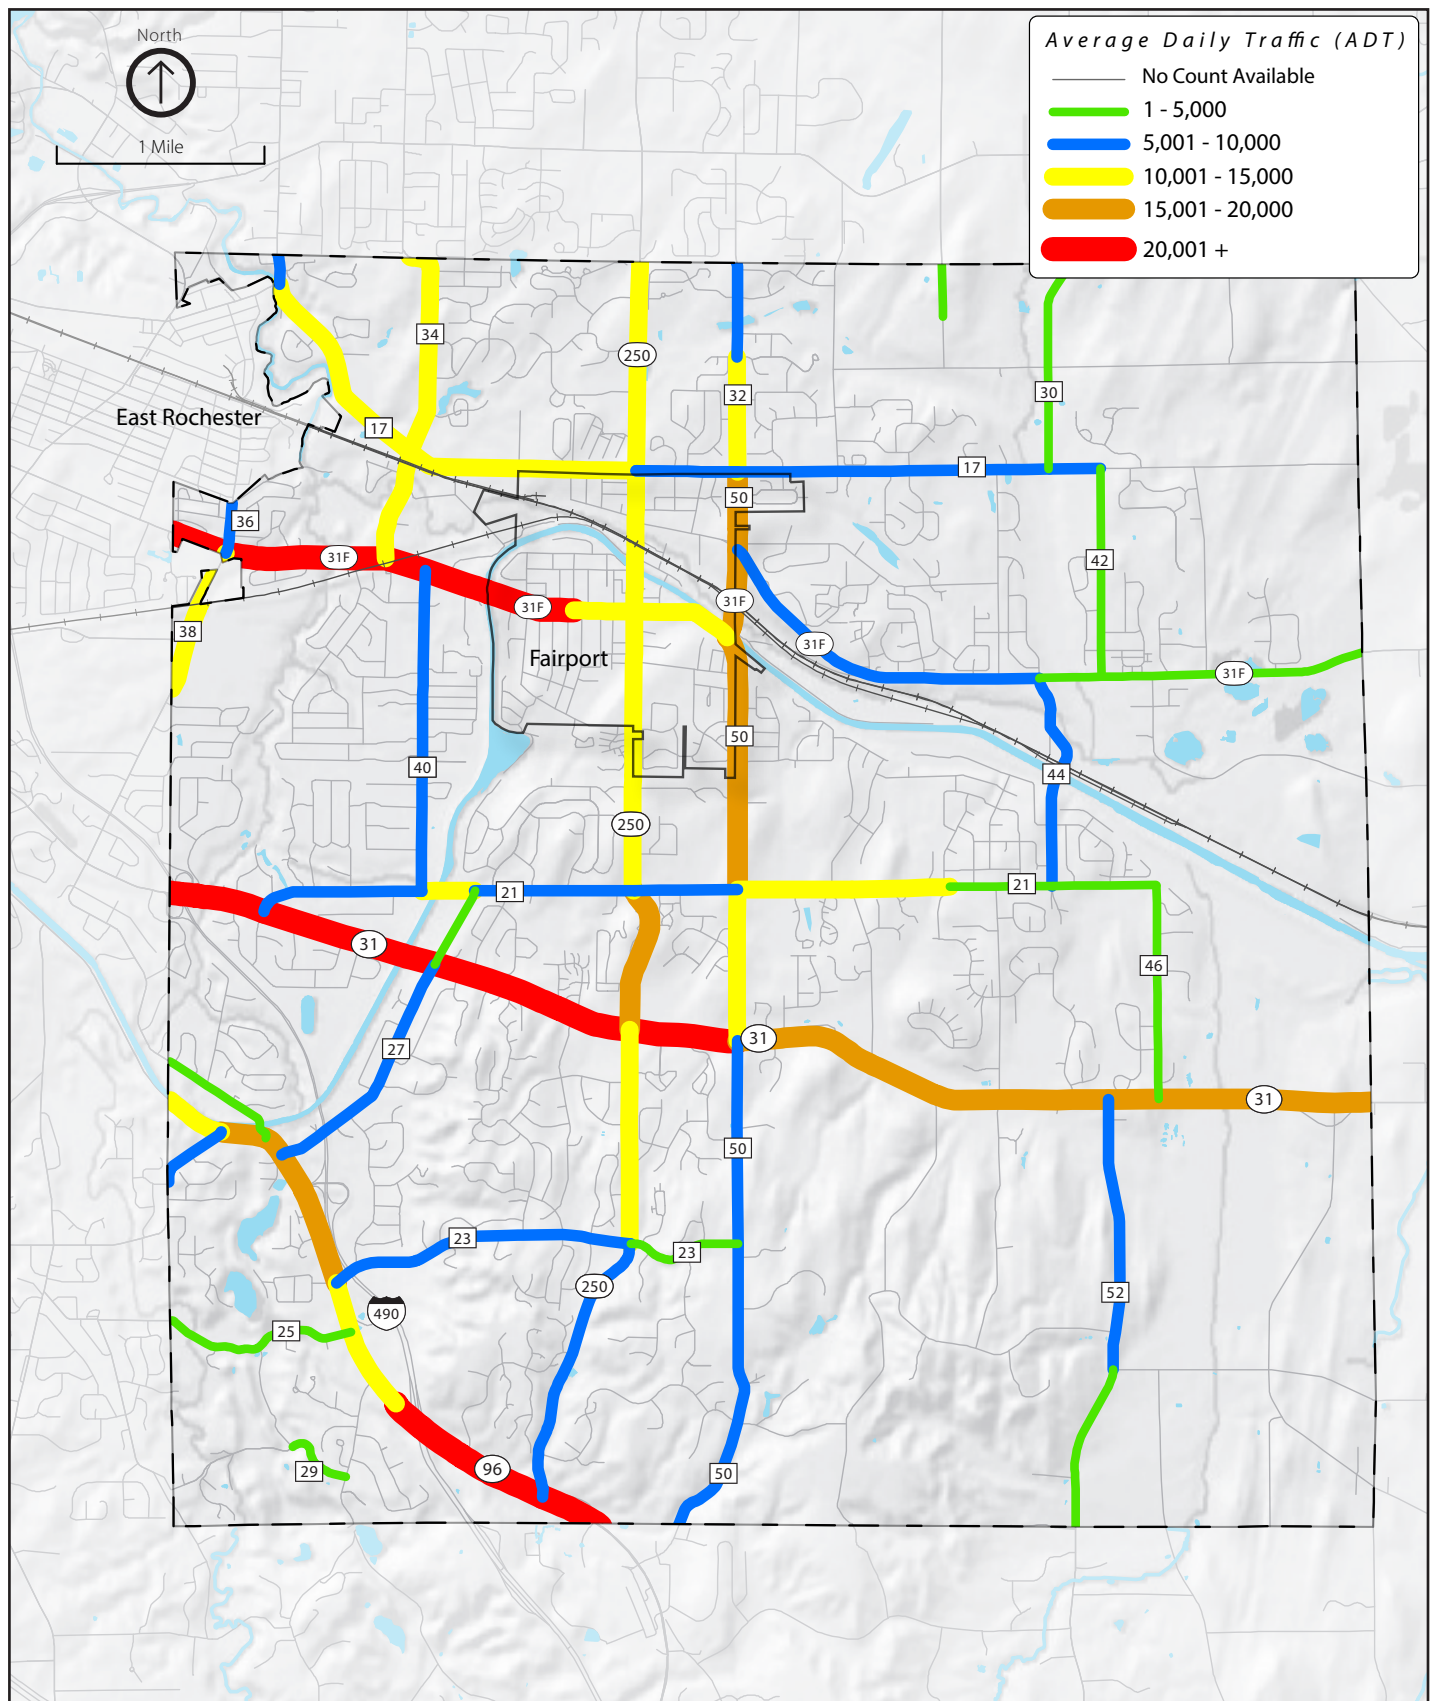 North
1 Mile
Average Daily Traffic (ADT)
No Count Available
1 - 5,000
5,001 - 10,000
10,001 - 15,000
15,001 - 20,000
20,001 +
34
250
32
30
East Rochester
17
17
50
36
31F
42
31F
31F
38
31F
Fairport
31F
50
40
44
250
21
21
31
46
31
27
31
50
23
23
250
52
490
25
96
29
50